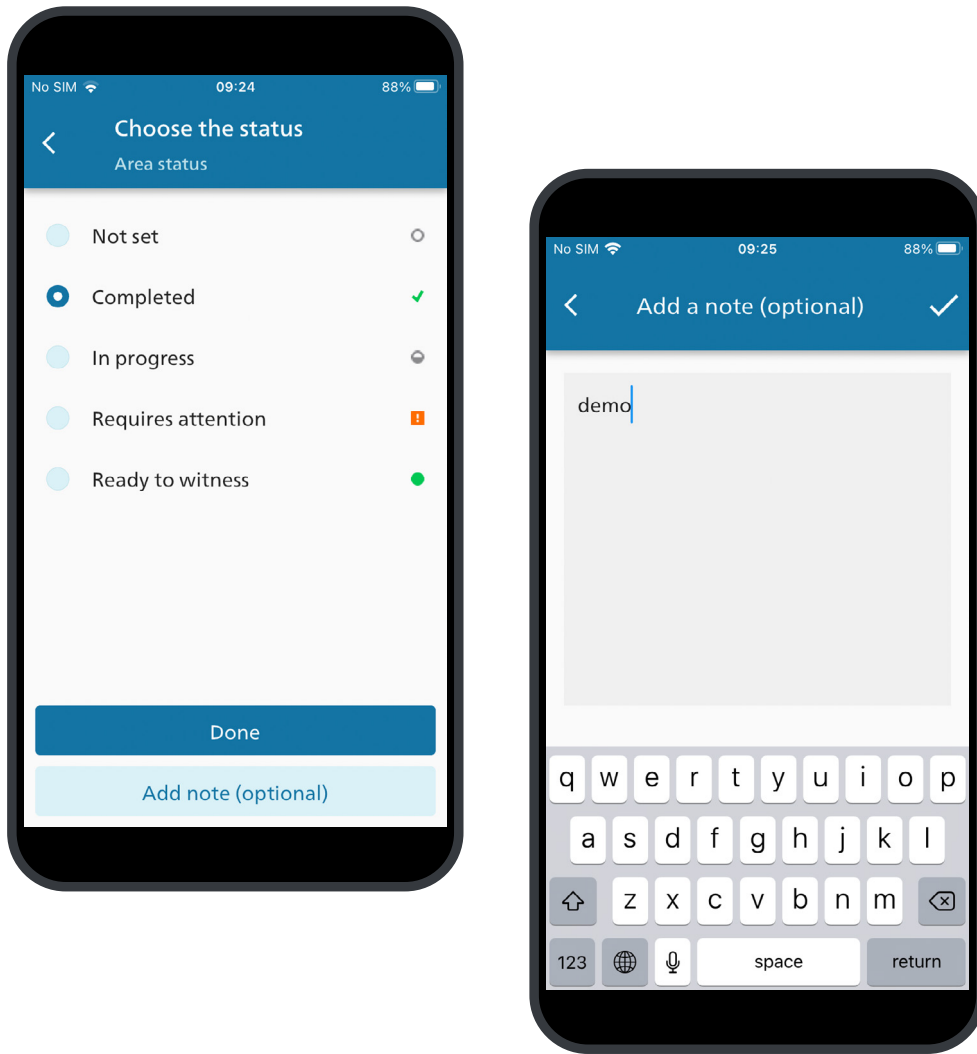 No SIM 09:24 88%
Choose the status
Area status
Not set
Completed
In progress
Requires attention
Ready to witness
Done
Add note (optional)
No SIM 09:25 88%
Add a note (optional)
demo
q w e r t y u i o p
a s d f g h j k l
z x c v b n m
123 space return